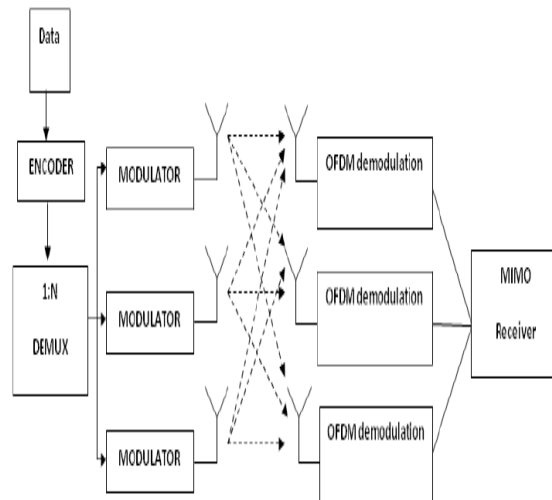 Data
ENCODER
1:N
DEMUX
MODULATOR
MODULATOR
MODULATOR
OFDM demodulation
OFDM demodulation
OFDM demodulation
MIMO
Receiver